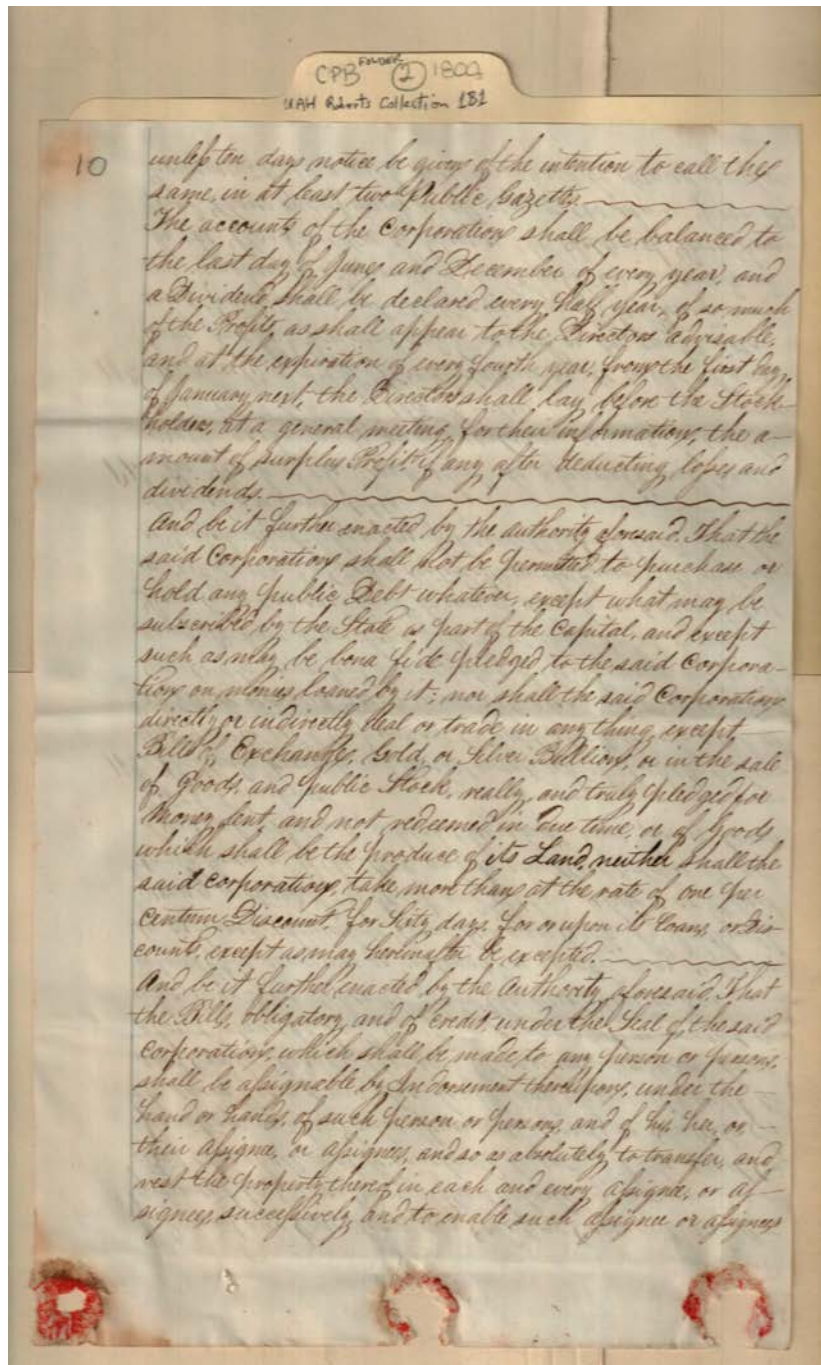 CPB FOLDER 2 1802
UAH Roberts Collection 181
10
unless ten days notice be given of the intention to call the
same, in at least two Public Gazettes.
The accounts of the Corporation shall be balanced to
the last day of June and December of every year, and
a Dividend shall be declared every half year, of so much
of the Profits as shall appear to the Directors advisable,
and at the expiration of every fourth year, from the first day
of January next, the Directors shall lay before the Stock-
holders, at a general meeting for their information, the a-
mount of surplus Profit if any after deducting losses and
dividends.
And be it further enacted by the authority aforesaid. That the
said Corporation shall not be permitted to purchase or
hold any public Debt whatever, except what may be
subscribed by the State as part of the Capital, and except
such as may be bona fide pledged to the said Corpora-
tion on monies loaned by it; nor shall the said Corporation
directly or indirectly deal or trade in any thing except
Bills of Exchange, Gold, or Silver Bullion, or in the sale
of Goods, and public Stock, really and truly pledged for
Money lent and not redeemed in due time, or of Goods
which shall be the produce of its Land, neither shall the
said corporation, take more than at the rate of one per
centum Discount, for Sixty days, for or upon its Loans, or Dis-
counts, except as may hereinafter be excepted.
And be it further enacted by the Authority aforesaid, That
the Bills, obligatory, and of credit, under the Seal of the said
corporation, which shall be made to any person or persons,
shall be assignable by Indorsement thereupon, under the
hand or hands, of such person or persons, and of his, her, or
their assignee, or assignees, and so as absolutely to transfer, and
vest the property thereof in each and every assignee, or as-
signees, successively, and to enable such assignee or assignees